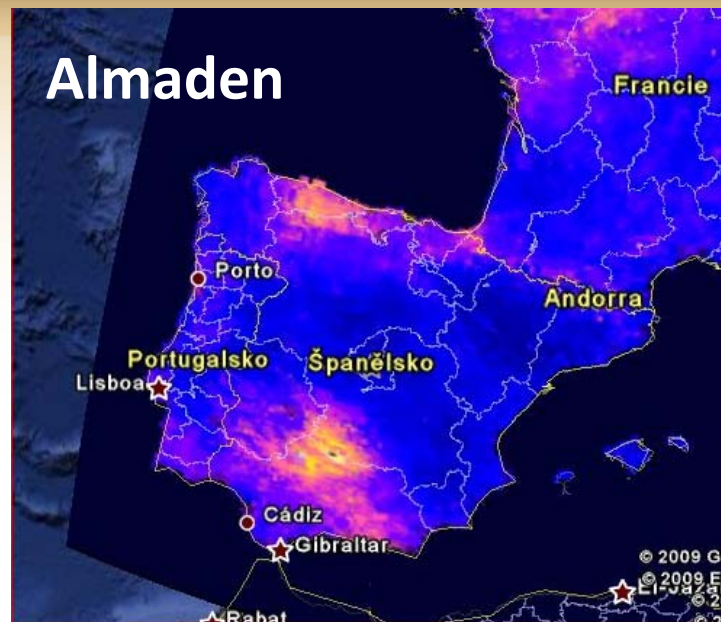 Almaden
Francie
Porto
Andorra
Portugalsko
Španělsko
Lisboa
Cádiz
Gibraltar
© 2009 G
© 2009 E
Rabat